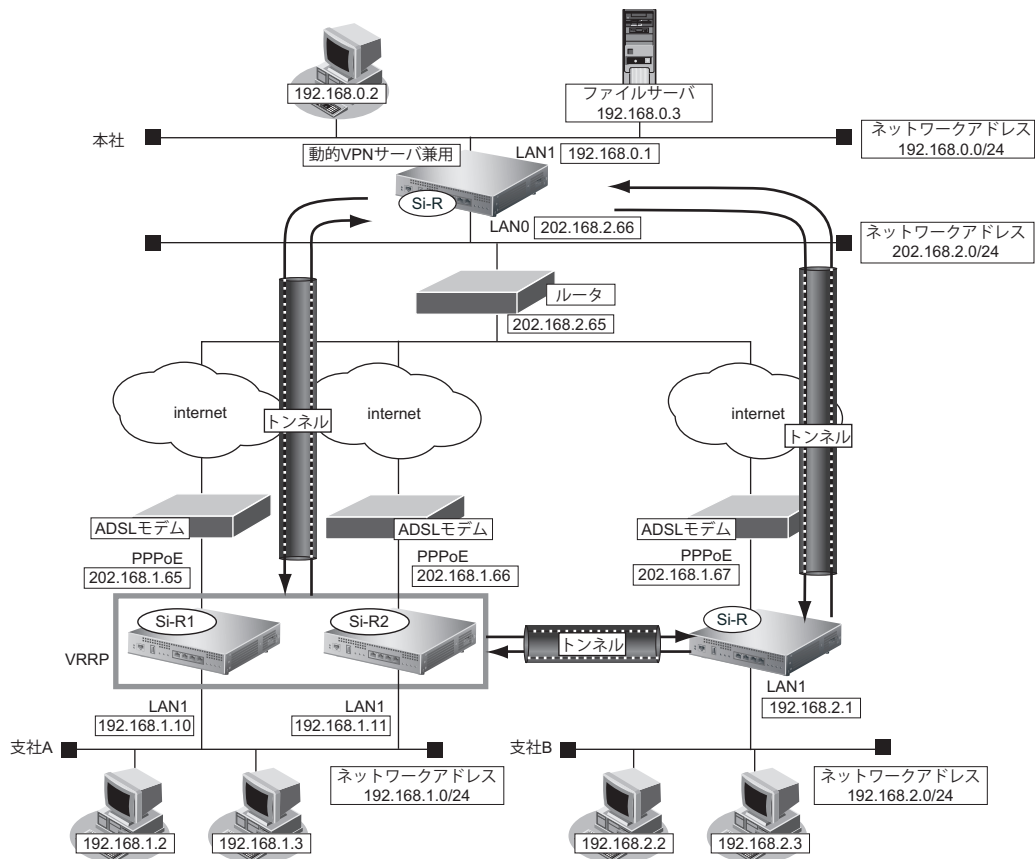 192.168.0.2
ファイルサーバ
192.168.0.3
本社
動的VPNサーバ兼用
LAN1 192.168.0.1
ネットワークアドレス
192.168.0.0/24
Si-R
LAN0 202.168.2.66
ネットワークアドレス
202.168.2.0/24
ルータ
202.168.2.65
internet
トンネル
internet
internet
トンネル
ADSLモデム
ADSLモデム
ADSLモデム
PPPoE
202.168.1.65
PPPoE
202.168.1.66
PPPoE
202.168.1.67
Si-R1
Si-R2
Si-R
VRRP
トンネル
LAN1
192.168.1.10
LAN1
192.168.1.11
LAN1
192.168.2.1
支社A
支社B
ネットワークアドレス
192.168.1.0/24
ネットワークアドレス
192.168.2.0/24
192.168.1.2
192.168.1.3
192.168.2.2
192.168.2.3